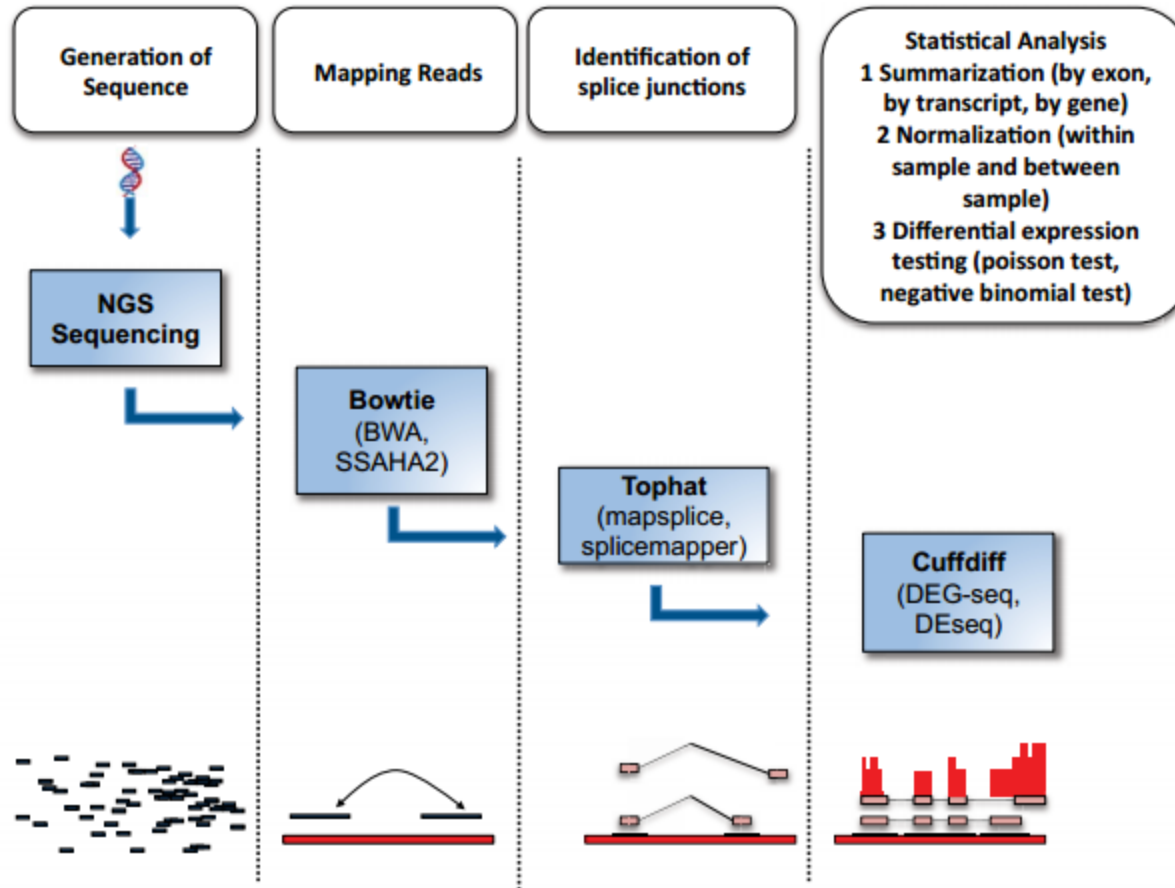 Generation of
Sequence
Mapping Reads
Identification of
splice junctions
Statistical Analysis
1 Summarization (by exon,
by transcript, by gene)
2 Normalization (within
sample and between
sample)
3 Differential expression
testing (poisson test,
negative binomial test)
NGS
Sequencing
Bowtie
(BWA,
SSAHA2)
Tophat
(mapsplice,
splicemapper)
Cuffdiff
(DEG-seq,
DEseq)